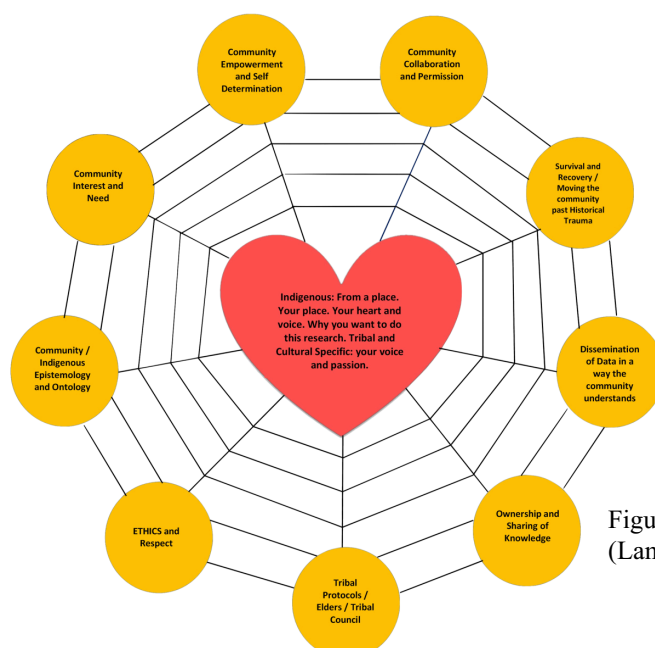 Community
Empowerment
and Self
Determination
Community
Collaboration
and Permission
Survival and
Recovery /
Moving the
community
past Historical
Trauma
Dissemination
of Data in a
way the
community
understands
Ownership and
Sharing of
Knowledge
Tribal
Protocols /
Elders / Tribal
Council
ETHICS and
Respect
Community /
Indigenous
Epistemology
and Ontology
Community
Interest and
Need
Indigenous: From a place.
Your place. Your heart and
voice. Why you want to do
this research. Tribal and
Cultural Specific: your voice
and passion.
Figu
(Lan